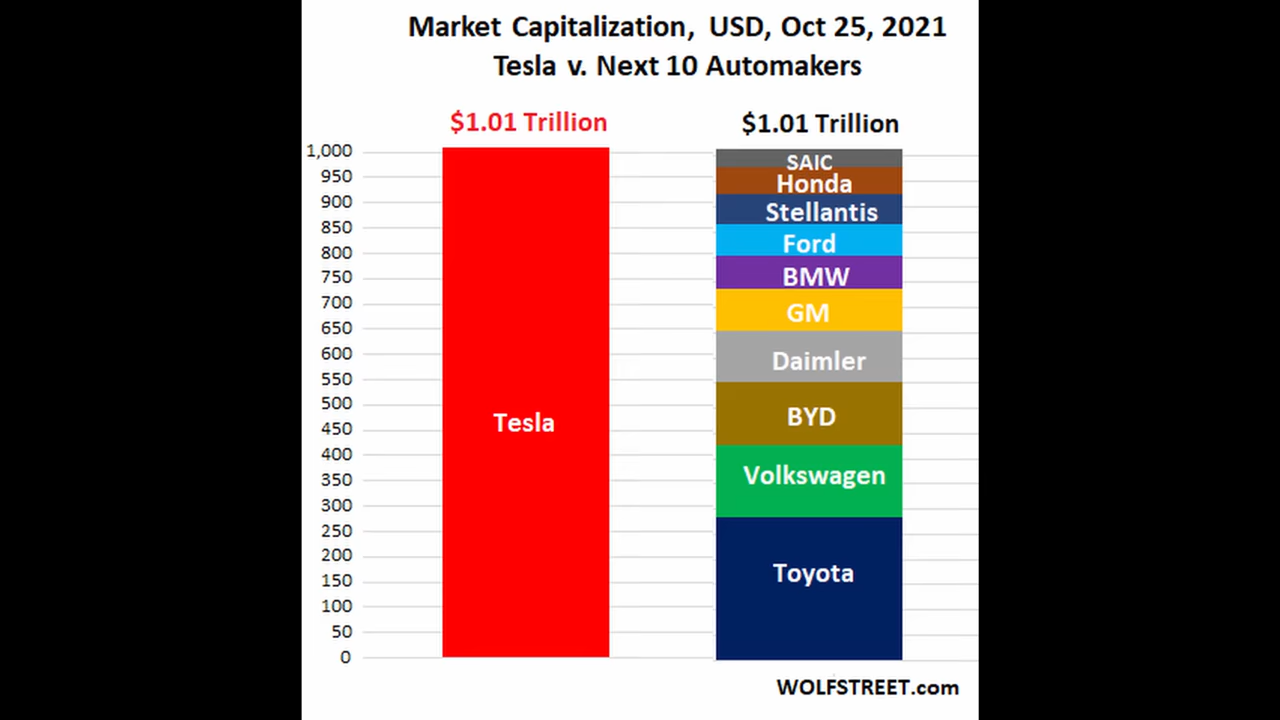 Market Capitalization, USD, Oct 25, 2021
Tesla v. Next 10 Automakers
$1.01 Trillion
$1.01 Trillion
1,000
950
900
850
800
750
700
650
600
550
500
450
400
350
300
250
200
150
100
50
0
Tesla
SAIC
Honda
Stellantis
Ford
BMW
GM
Daimler
BYD
Volkswagen
Toyota
WOLFSTREET.com